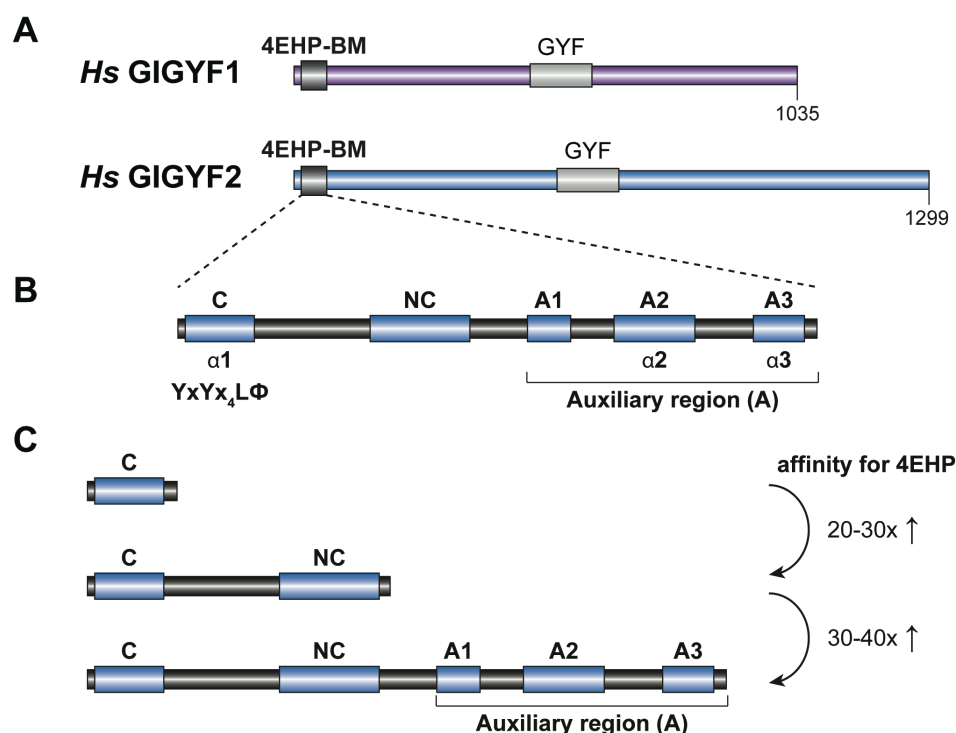 A
4EHP-BM
GYF
Hs GIGYF1
1035
4EHP-BM
GYF
Hs GIGYF2
1299
B
C NC A1 A2 A3
α1 α2 α3
YxYx4LΦ
Auxiliary region (A)
C
C
affinity for 4EHP
20-30x ↑
C NC
30-40x ↑
C NC A1 A2 A3
Auxiliary region (A)